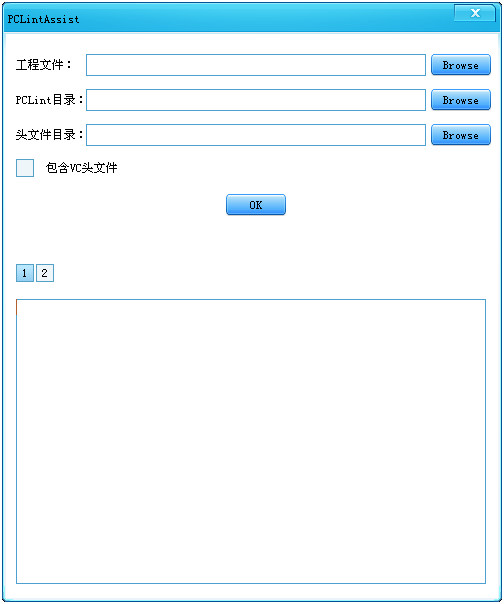 PCLintAssist
X
工程文件： Browse
PCLint目录： Browse
头文件目录： Browse
包含VC头文件
OK
1 2